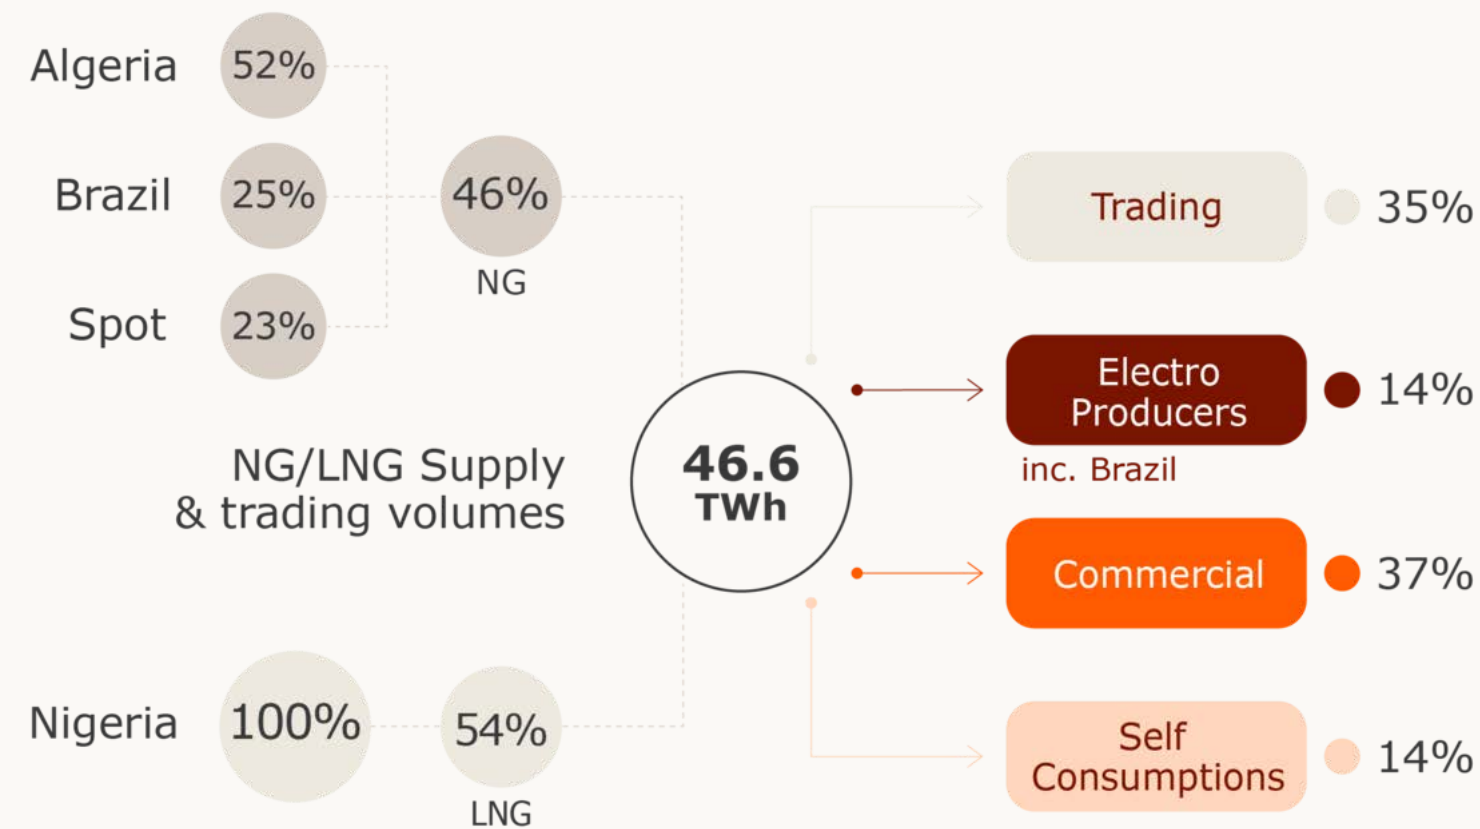 Algeria 52%
Brazil 25%
Spot 23%
46%
NG
NG/LNG Supply
& trading volumes
Nigeria 100%
54%
LNG
46.6
TWh
Trading 35%
Electro
Producers 14%
inc. Brazil
Commercial 37%
Self
Consumptions 14%